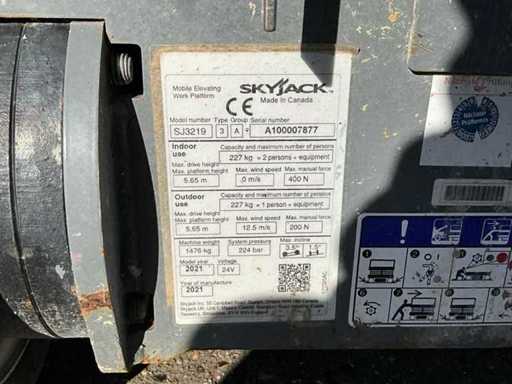 Mobile Elevating
Work Platform
SKYJACK
CE
Made in Canada
Model number Type Group Serial number
SJ3219 3 A A100007877
Indoor use
Capacity and maximum number of persons
227 kg = 2 persons + equipment
Max. drive height
Max. platform height
Max. wind speed
Max. manual force
5.65 m
.0 m/s
400 N
Outdoor use
Capacity and maximum number of persons
227 kg = 1 person + equipment
Max. drive height
Max. platform height
Max. wind speed
Max. manual force
5.65 m
12.5 m/s
200 N
Machine weight
System pressure
Max. incline
1476 kg
224 bar
3.5° 1.5°
Model year
Voltage
2021
24V
Year of manufacture
2021
Nächster
Prüftermin